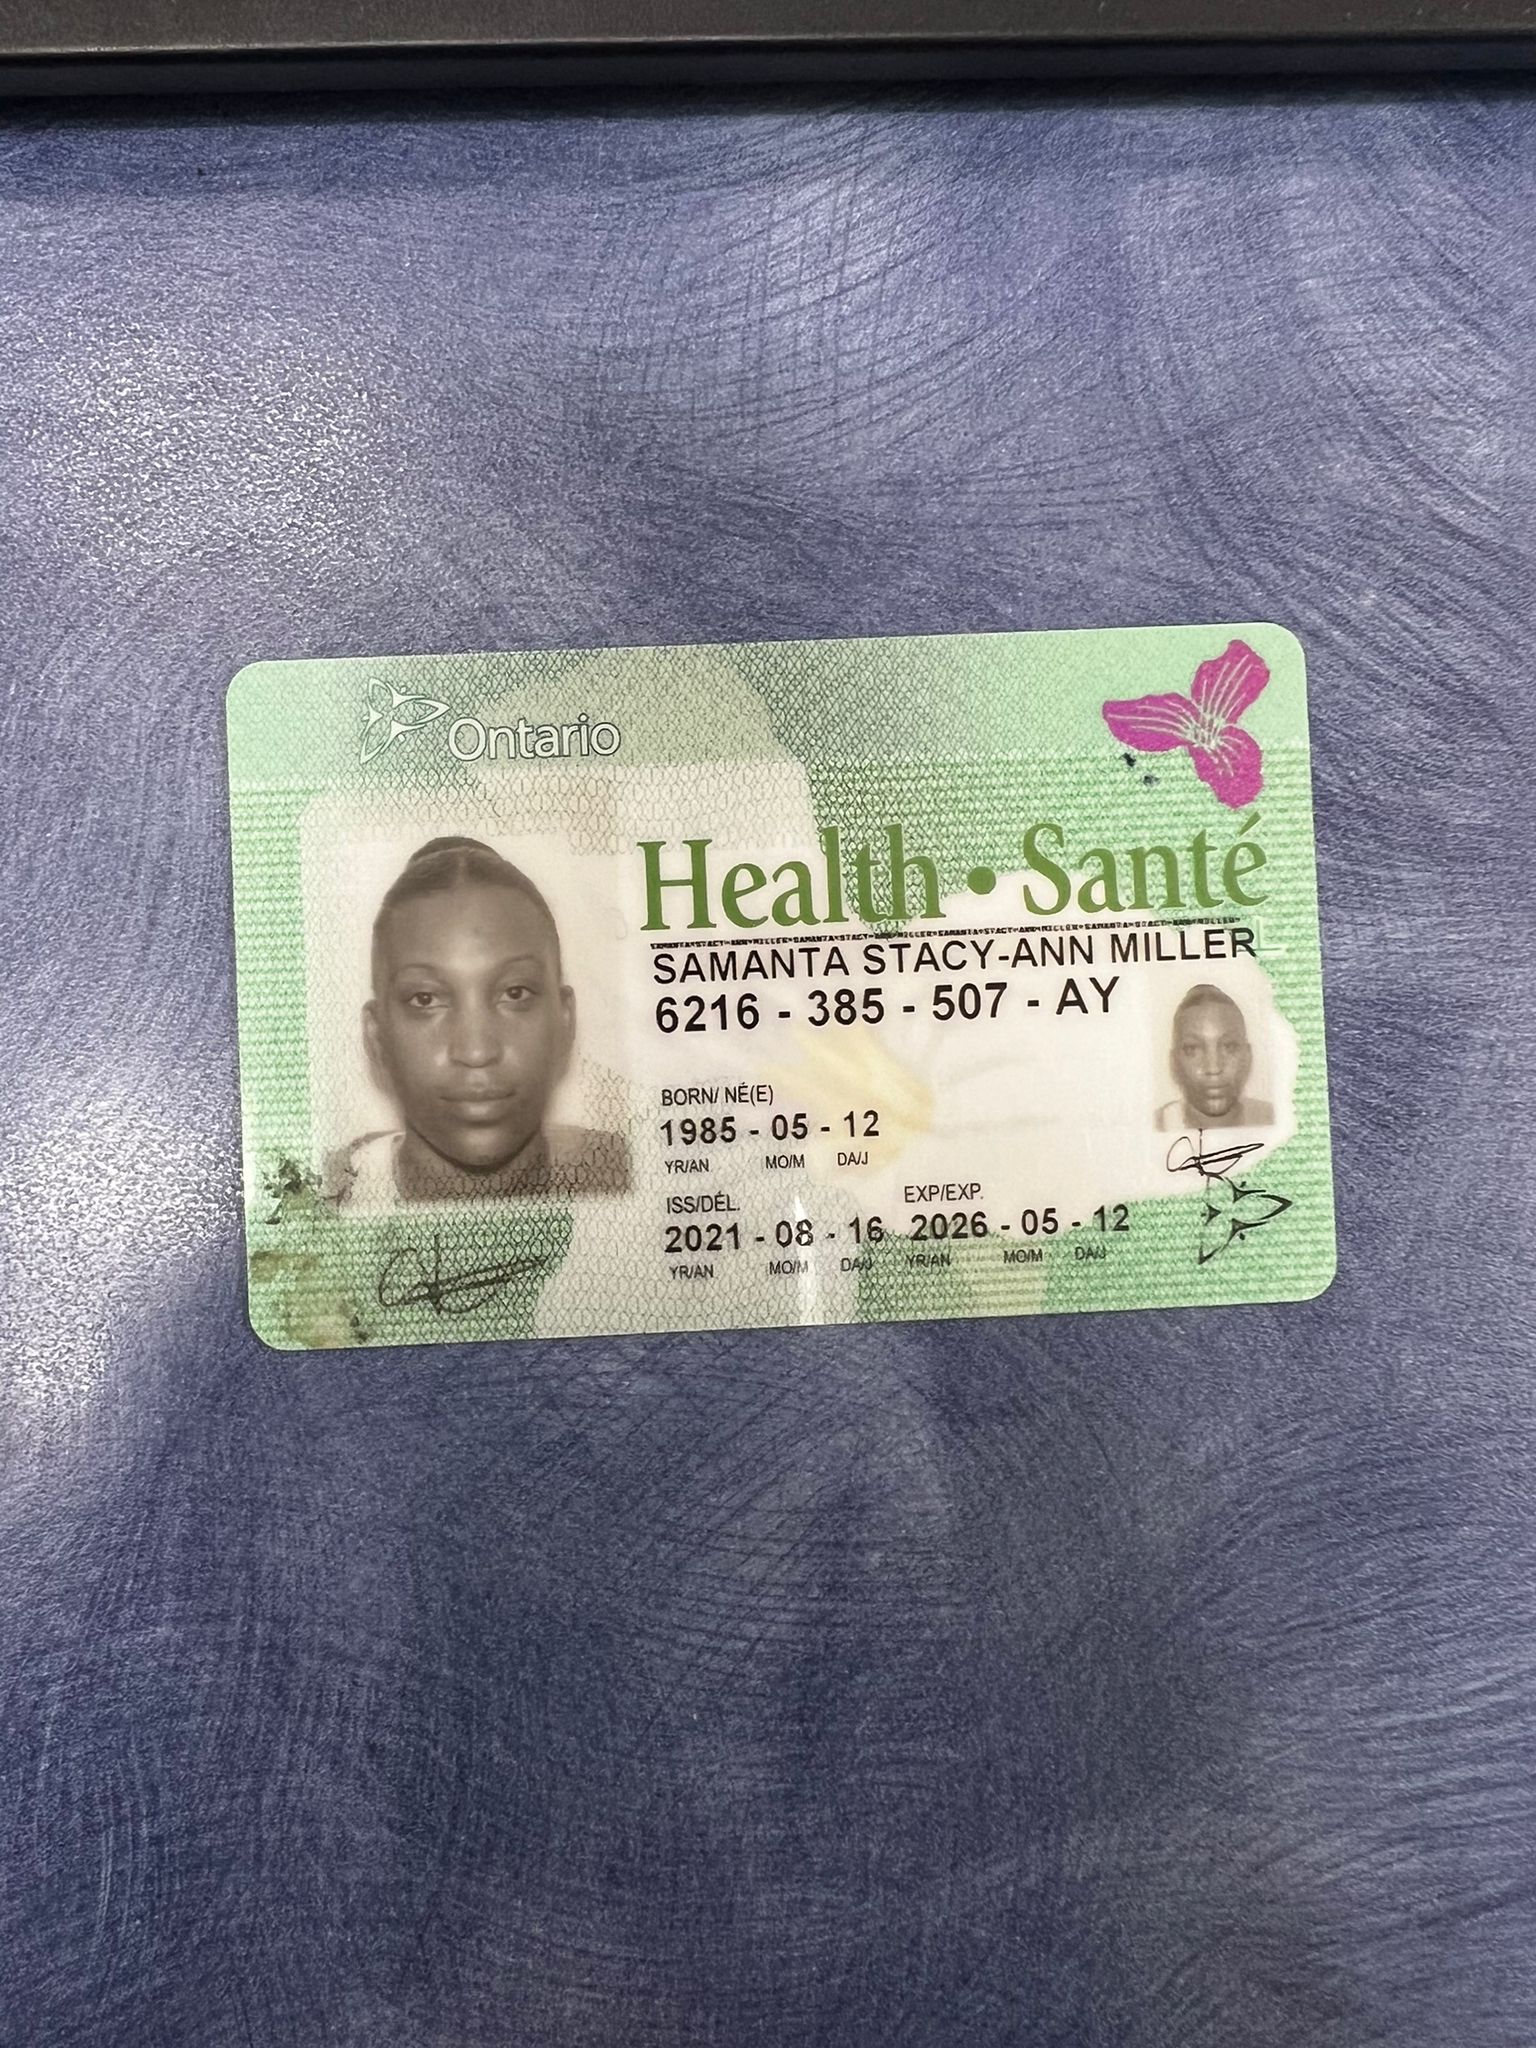 Ontario
Health • Santé
SAMANTA STACY-ANN MILLER
6216 - 385 - 507 - AY
BORN/ NÉ(E)
1985 - 05 - 12
YR/AN MO/M DA/J
ISS/DÉL. EXP/EXP.
2021 - 08 - 16 2026 - 05 - 12
YR/AN MO/M DA/J YR/AN MO/M DA/J